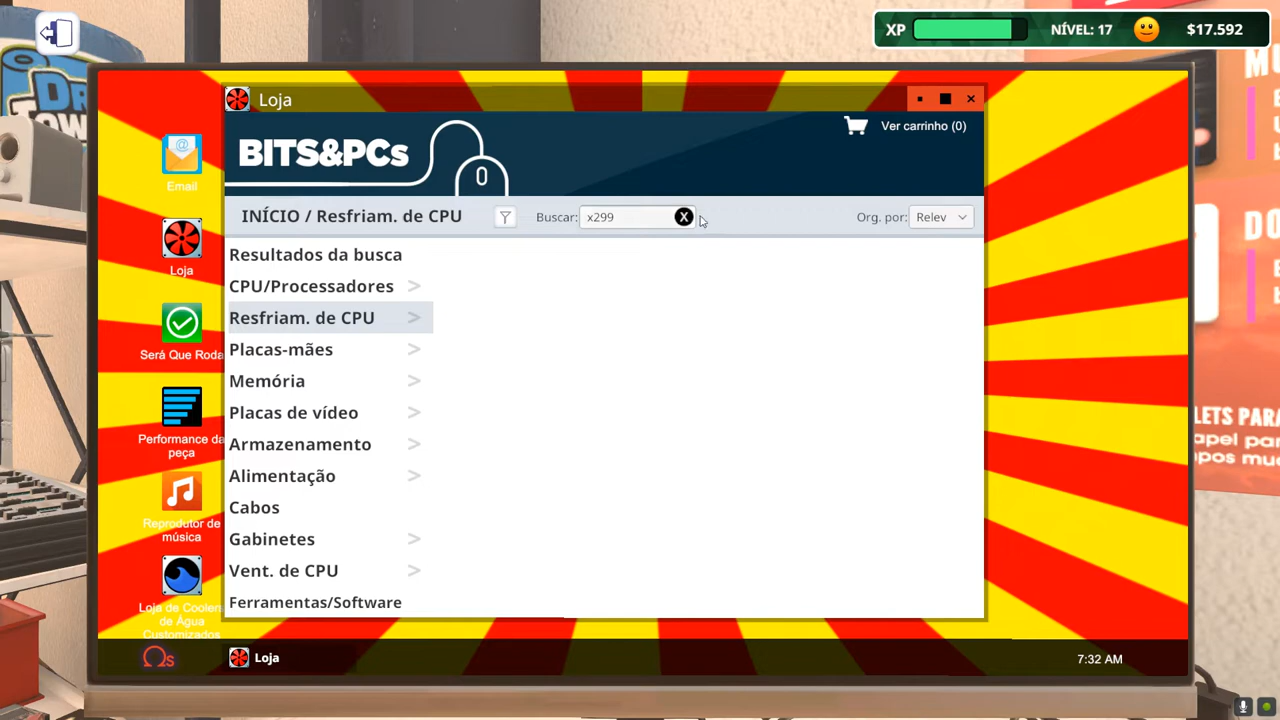 XP
NÍVEL: 17
$17.592
Loja
BITS&PCs
Ver carrinho (0)
INÍCIO / Resfriam. de CPU
Buscar:
x299
X
Org. por:
Relev
Resultados da busca
CPU/Processadores
Resfriam. de CPU
Placas-mães
Memória
Placas de vídeo
Armazenamento
Alimentação
Cabos
Gabinetes
Vent. de CPU
Ferramentas/Software
Email
Loja
Será Que Roda
Performance da
peça
Reprodutor de
música
Loja de Coolers
de Água
Customizados
Loja
7:32 AM
DO
LETS PARA